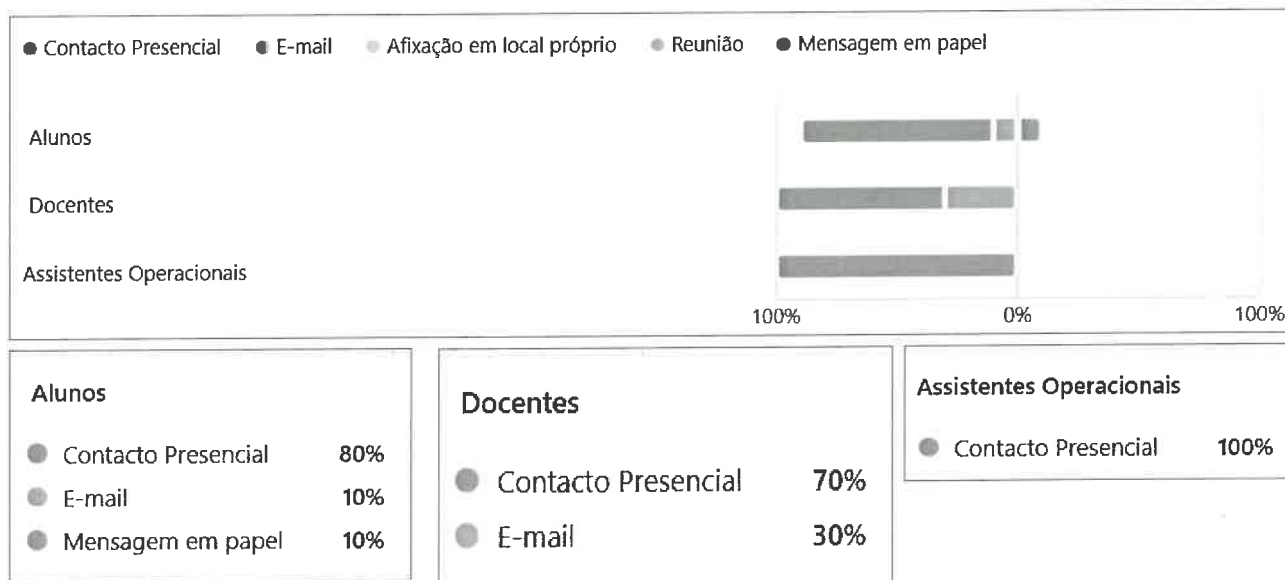 Contacto Presencial E-mail Afixação em local próprio Reunião Mensagem em papel
Alunos
Docentes
Assistentes Operacionais
100% 0% 100%
Alunos
Contacto Presencial 80%
E-mail 10%
Mensagem em papel 10%
Docentes
Contacto Presencial 70%
E-mail 30%
Assistentes Operacionais
Contacto Presencial 100%